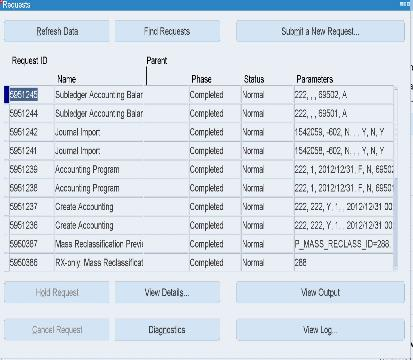 Requests
Refresh Data Find Requests Submit a New Request...
Request ID Parent
Name Phase Status Parameters
5951245 Subledger Accounting Balar Completed Normal 222, , , 69502, A
5951244 Subledger Accounting Balar Completed Normal 222, , , 69501, A
5951242 Journal Import Completed Normal 1542059, -602, N, , , Y, N, Y
5951241 Journal Import Completed Normal 1542058, -602, N, , , Y, N, Y
5951239 Accounting Program Completed Normal 222, 1, 2012/12/31, F, N, 69502
5951238 Accounting Program Completed Normal 222, 1, 2012/12/31, F, N, 69501
5951237 Create Accounting Completed Normal 222, 222, Y, 1, , 2012/12/31 00
5951236 Create Accounting Completed Normal 222, 222, Y, 1, , 2012/12/31 00
5950387 Mass Reclassification Previ Completed Normal P_MASS_RECLASS_ID=288,
5950386 RX-only: Mass Reclassificat Completed Normal 288
Hold Request View Details... View Output
Cancel Request Diagnostics View Log...